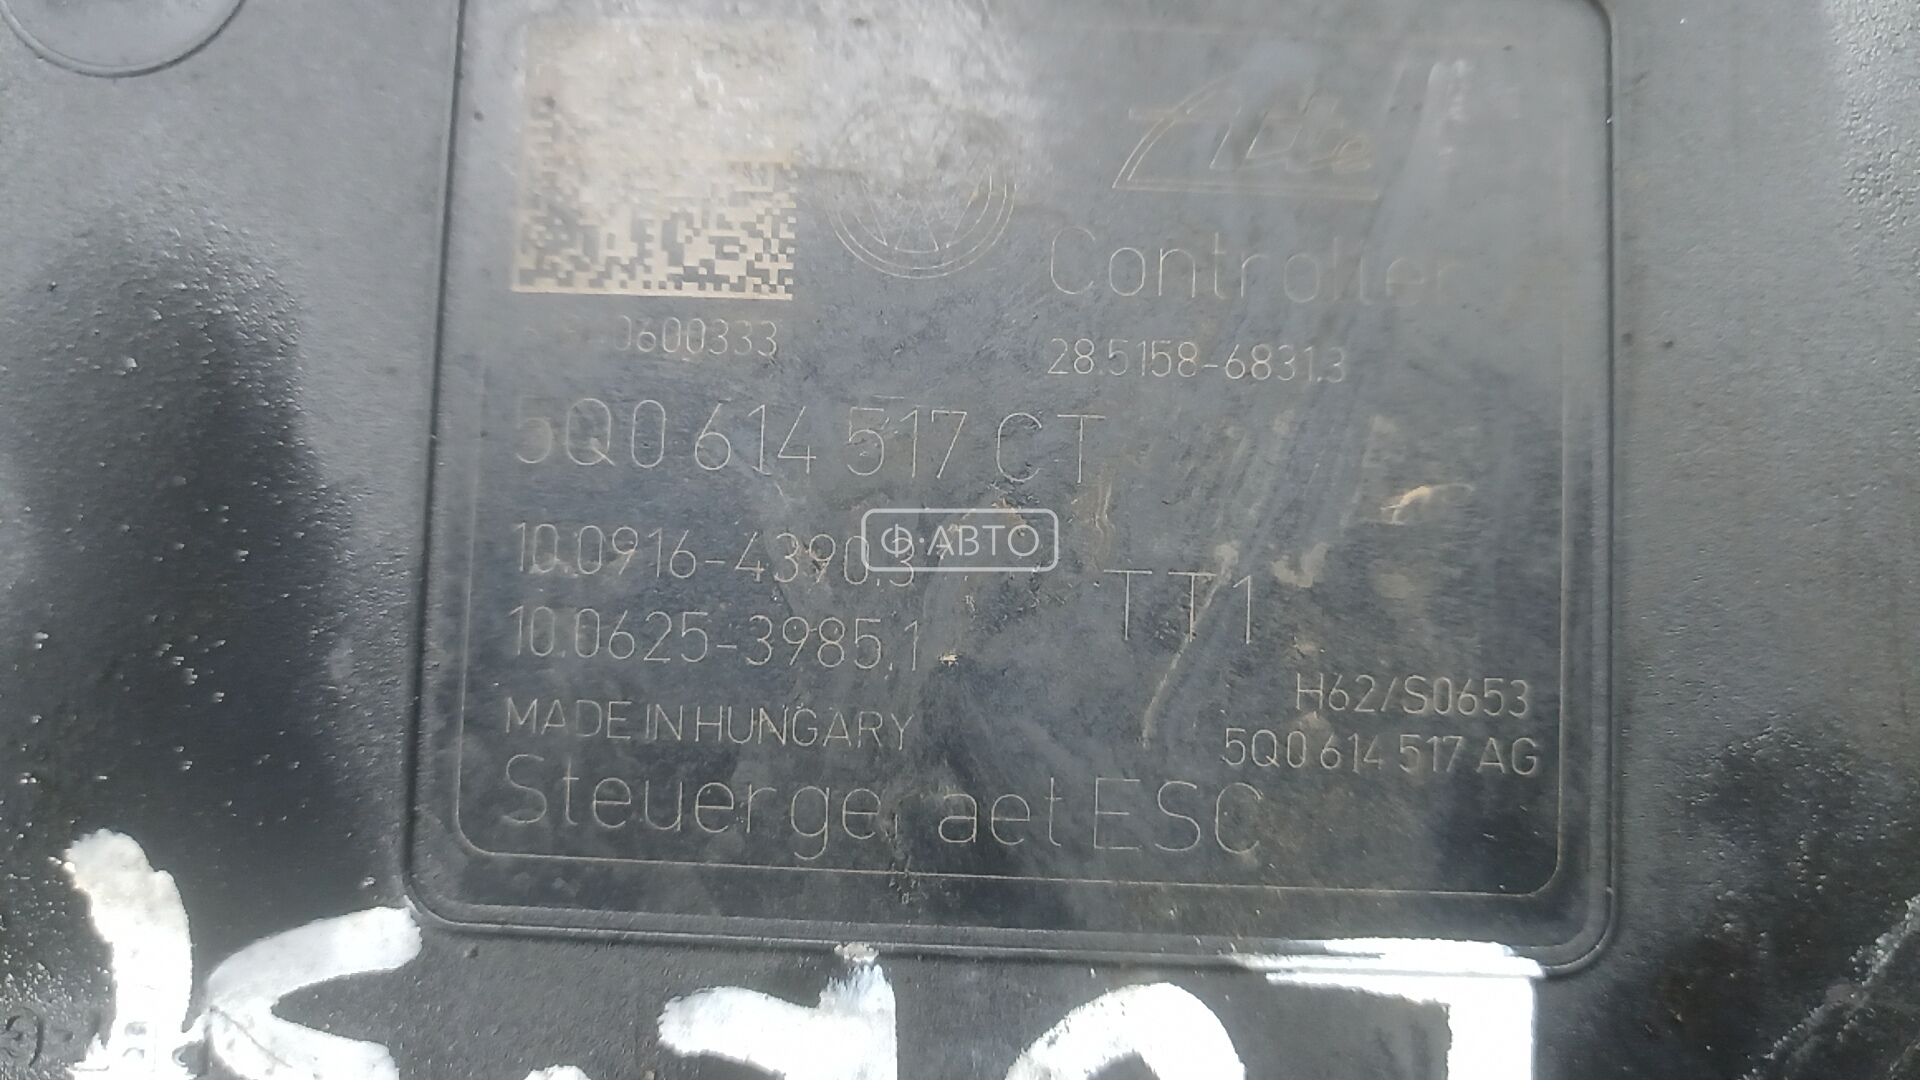 Ate
Controller
0600333
28.5158-6831.3
5Q0 614 517 CT
10.0916-4390.3
Ф·АВТО
TT1
10.0625-3985.1
H62/S0653
MADE IN HUNGARY
5Q0 614 517 AG
Steuergeraet ESC